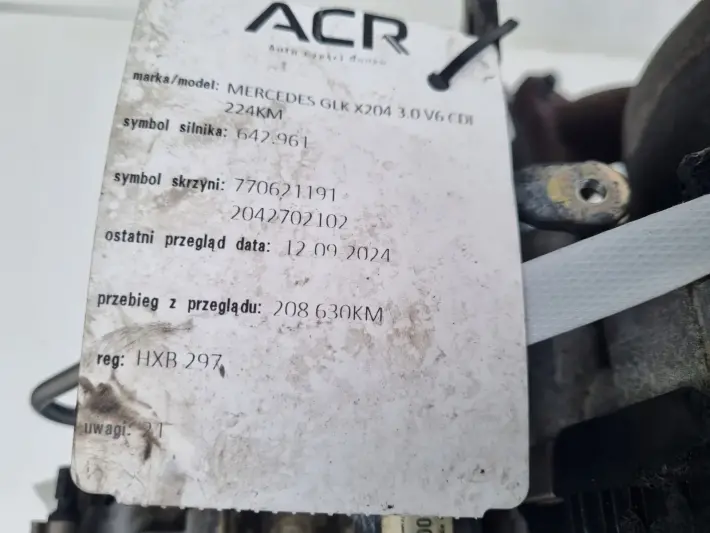 ACR
marka/model: MERCEDES GLK X204 3.0 V6 CDI
224KM
symbol silnika: 642.961
symbol skrzyni: 770621191
2042702102
ostatni przegląd data: 12.09.2024
przebieg z przeglądu: 208 630KM
reg: HXB 297
uwagi: